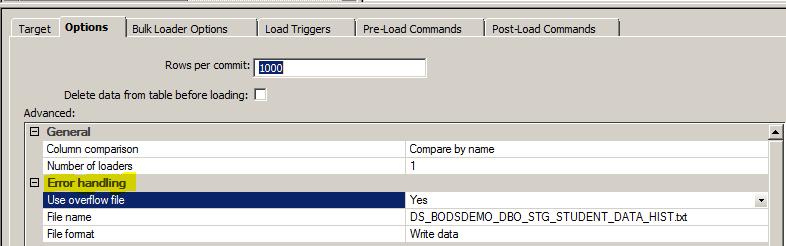 Target Options Bulk Loader Options Load Triggers Pre-Load Commands Post-Load Commands
Rows per commit: 1000
Delete data from table before loading:
Advanced:
General
Column comparison Compare by name
Number of loaders 1
Error handling
Use overflow file Yes
File name DS_BODSDEMO_DBO_STG_STUDENT_DATA_HIST.txt
File format Write data